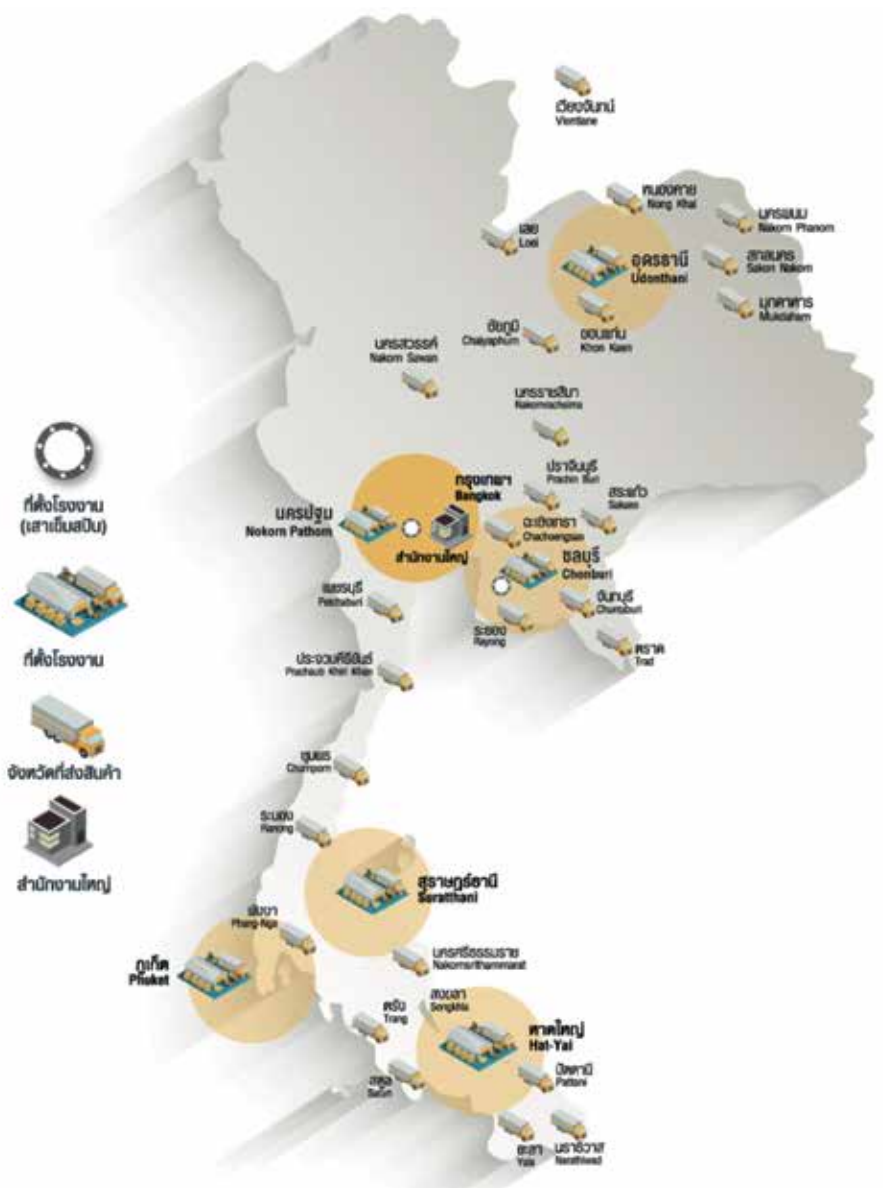 เวียงจันทน์
Vientiane
หนองคาย
Nong Khai
นครพนม
Nakorn Phanom
เลย
Loei
อุดรธานี
Udonthani
สกลนคร
Sakon Nakorn
มุกดาหาร
Mukdaharn
ขอนแก่น
Khon Kaen
ชัยภูมิ
Chaiyaphum
นครสวรรค์
Nakorn Sawan
นครราชสีมา
Nakornrachsima
ปราจีนบุรี
Prachin Buri
สระแก้ว
Sakaeo
กรุงเทพฯ
Bangkok
นครปฐม
Nakorn Pathom
สำนักงานใหญ่
ฉะเชิงเทรา
Chachoengsao
ชลบุรี
Chonburi
จันทบุรี
Chantaburi
ระยอง
Rayning
ตราด
Trad
เพชรบุรี
Petchaburi
ประจวบคีรีขันธ์
Prachaub Khiri Khan
ชุมพร
Chumporn
ระนอง
Ranong
สุราษฎร์ธานี
Suratthani
พังงา
Phang-Nga
ภูเก็ต
Phuket
นครศรีธรรมราช
Nakornsrithammarat
ตรัง
Trang
สงขลา
Songkhla
หาดใหญ่
Hat-Yai
สตูล
Satun
ปัตตานี
Pattani
ยะลา
Yala
นราธิวาส
Narathiwad
ที่ตั้งโรงงาน
(เสาเข็มสปัน)
ที่ตั้งโรงงาน
จังหวัดที่ส่งสินค้า
สำนักงานใหญ่